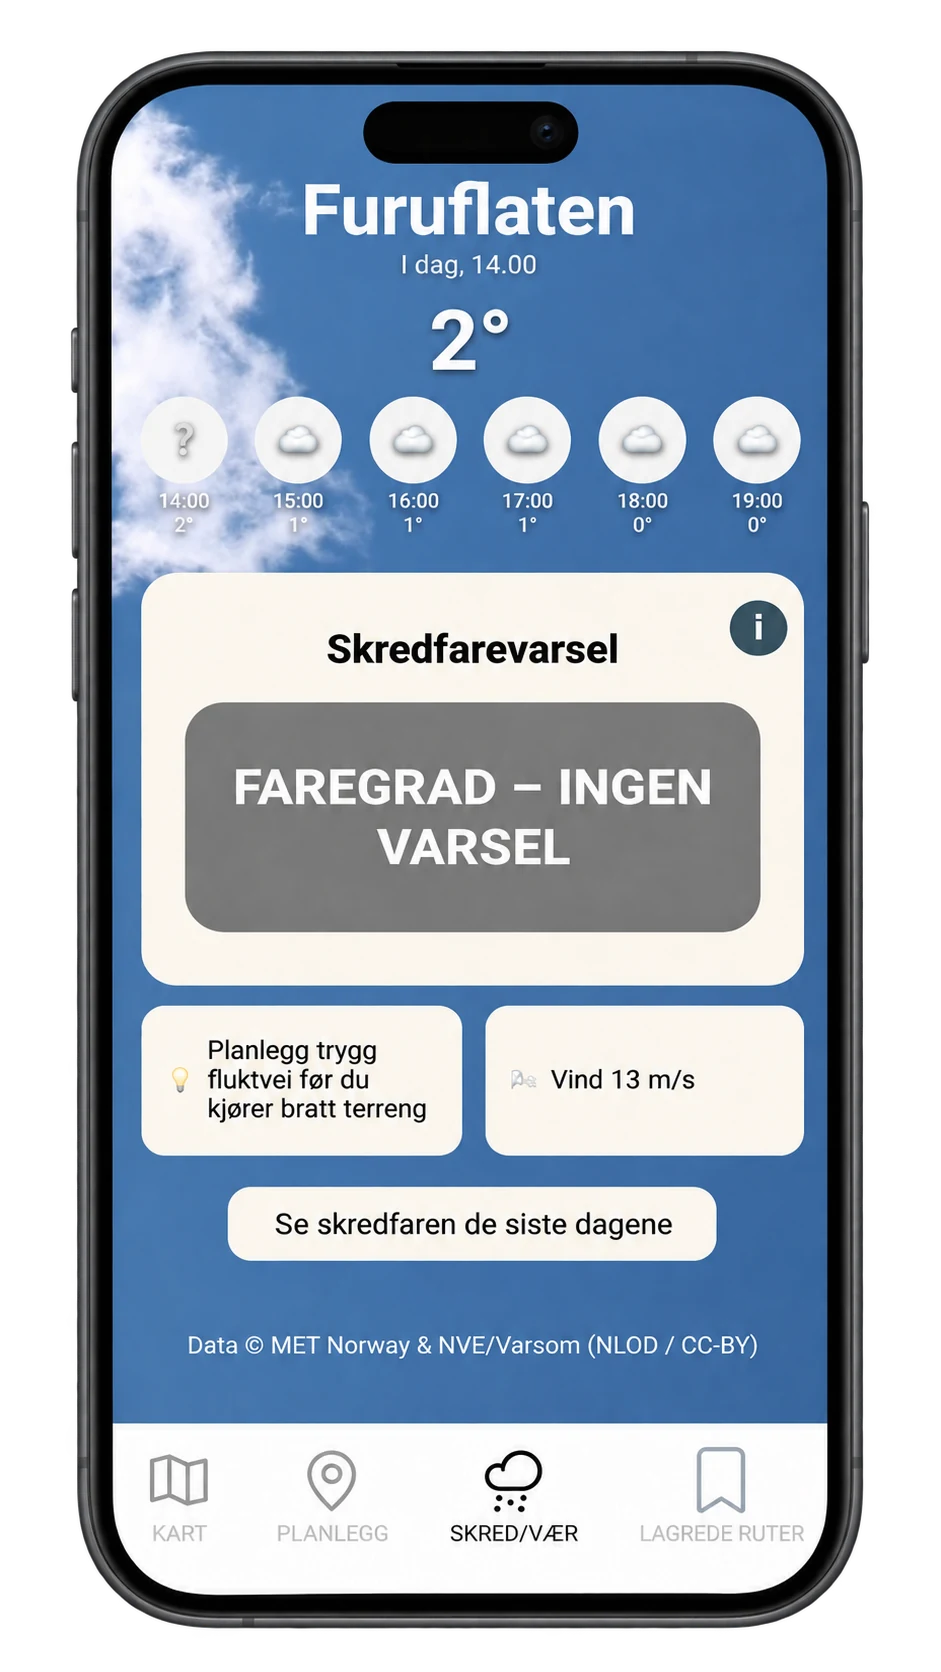 Furuflaten
I dag, 14.00
2°
?
14:00 15:00 16:00 17:00 18:00 19:00
2° 1° 1° 1° 0° 0°
i
Skredfarevarsel
FAREGRAD – INGEN
VARSEL
Planlegg trygg
fluktvei før du
kjører bratt terreng
Vind 13 m/s
Se skredfaren de siste dagene
Data © MET Norway & NVE/Varsom (NLOD / CC-BY)
KART PLANLEGG SKRED/VÆR LAGREDE RUTER